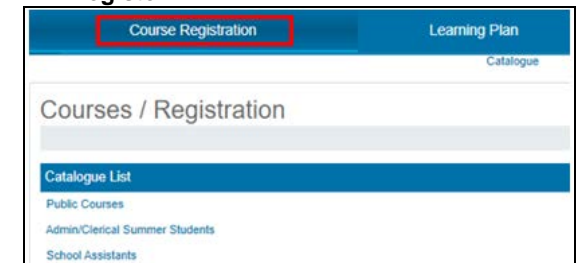 Course Registration Learning Plan
Catalogue
Courses / Registration
Catalogue List
Public Courses
Admin/Clerical Summer Students
School Assistants